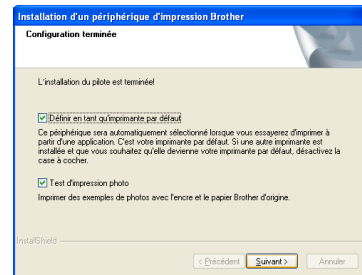 Installation d'un périphérique d'impression Brother
Configuration terminée
L'installation du pilote est terminée!
Définir en tant qu'imprimante par défaut
Ce périphérique sera automatiquement sélectionné lorsque vous essayerez d'imprimer à
partir d'une application. C'est votre imprimante par défaut. Si une autre imprimante est
installée et que vous souhaitez qu'elle devienne votre imprimante par défaut, désactivez la
case à cocher.
Test d'impression photo
Imprimer des exemples de photos avec l'encre et le papier Brother d'origine.
InstallShield
< Précédent
Suivant >
Annuler